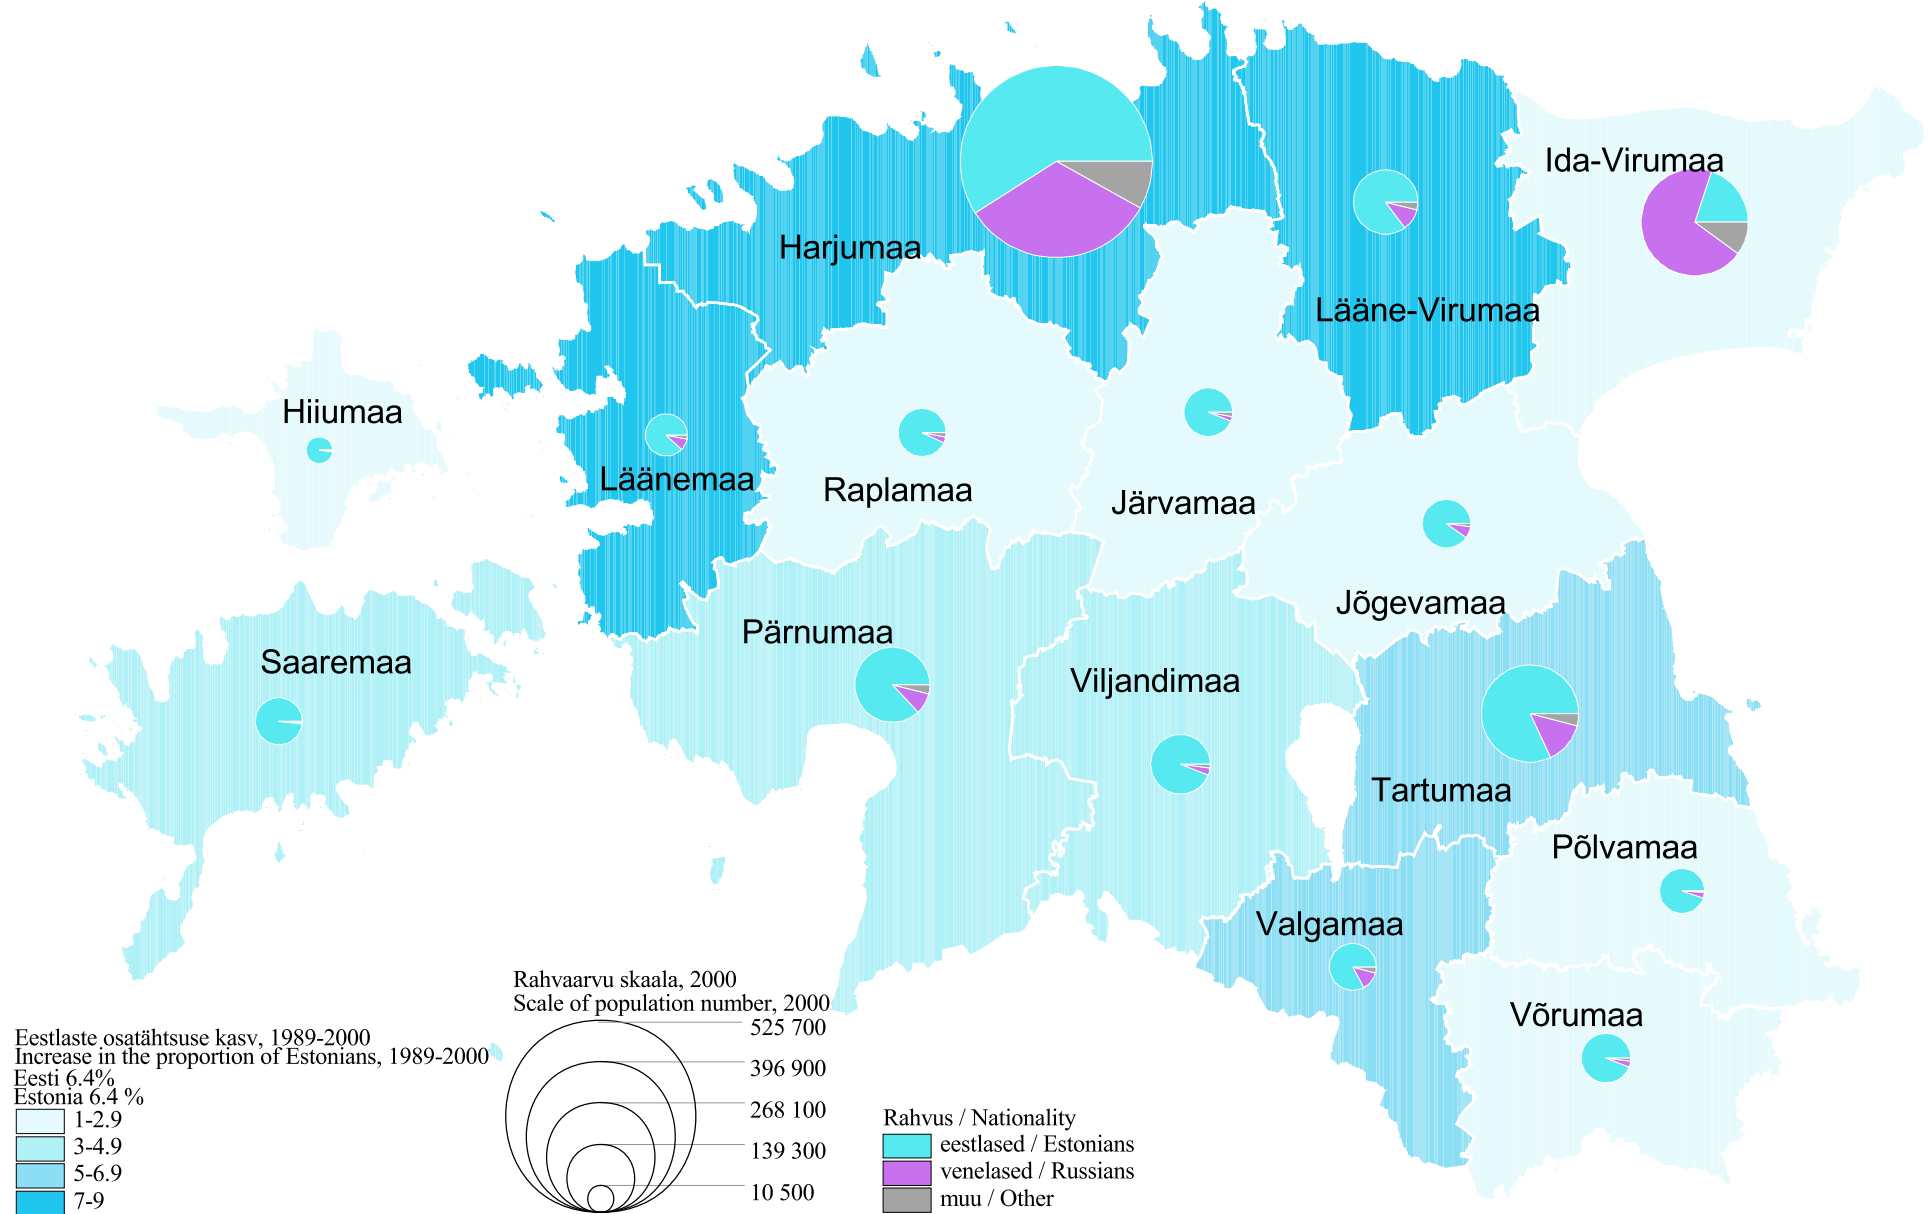 Ida-Virumaa
Harjumaa
Lääne-Virumaa
Hiiumaa
Läänemaa
Raplamaa
Järvamaa
Jõgevamaa
Pärnumaa
Saaremaa
Viljandimaa
Tartumaa
Põlvamaa
Valgamaa
Võrumaa
Rahvaarvu skaala, 2000
Scale of population number, 2000
525 700
396 900
268 100
139 300
10 500
Eestlaste osatähtsuse kasv, 1989-2000
Increase in the proportion of Estonians, 1989-2000
Eesti 6.4%
Estonia 6.4 %
1-2.9
3-4.9
5-6.9
7-9
Rahvus / Nationality
eestlased / Estonians
venelased / Russians
muu / Other